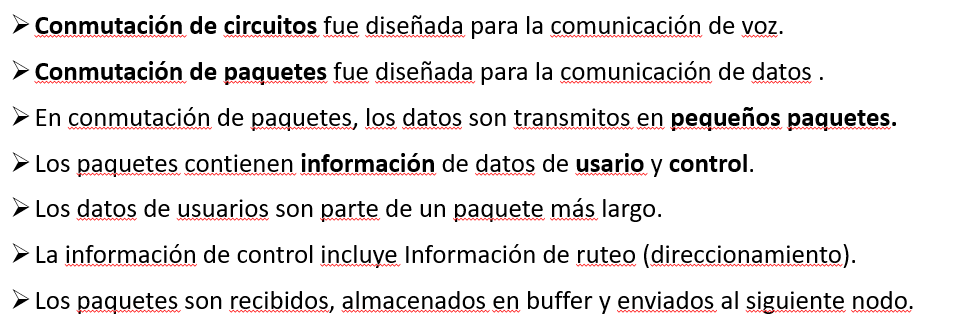 ➢ Conmutación de circuitos fue diseñada para la comunicación de voz.
➢ Conmutación de paquetes fue diseñada para la comunicación de datos .
➢ En conmutación de paquetes, los datos son transmitos en pequeños paquetes.
➢ Los paquetes contienen información de datos de usario y control.
➢ Los datos de usuarios son parte de un paquete más largo.
➢ La información de control incluye Información de ruteo (direccionamiento).
➢ Los paquetes son recibidos, almacenados en buffer y enviados al siguiente nodo.